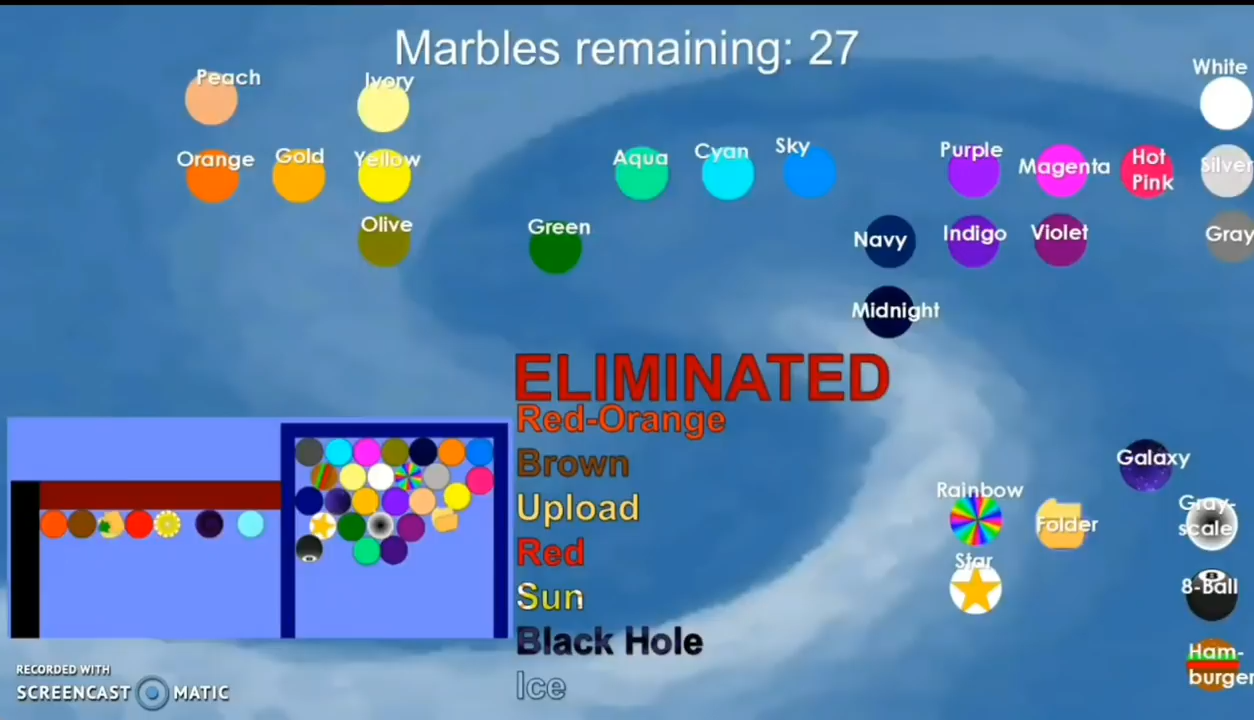 Marbles remaining: 27
White
Peach
Ivory
Orange
Gold
Yellow
Aqua
Cyan
Sky
Purple
Magenta
Hot
Pink
Silver
Olive
Green
Navy
Indigo
Violet
Gray
Midnight
ELIMINATED
Red-Orange
Brown
Upload
Red
Sun
Black Hole
Ice
Galaxy
Rainbow
Folder
Gray-
scale
Star
8-Ball
Ham-
burger
RECORDED WITH
SCREENCAST MATIC